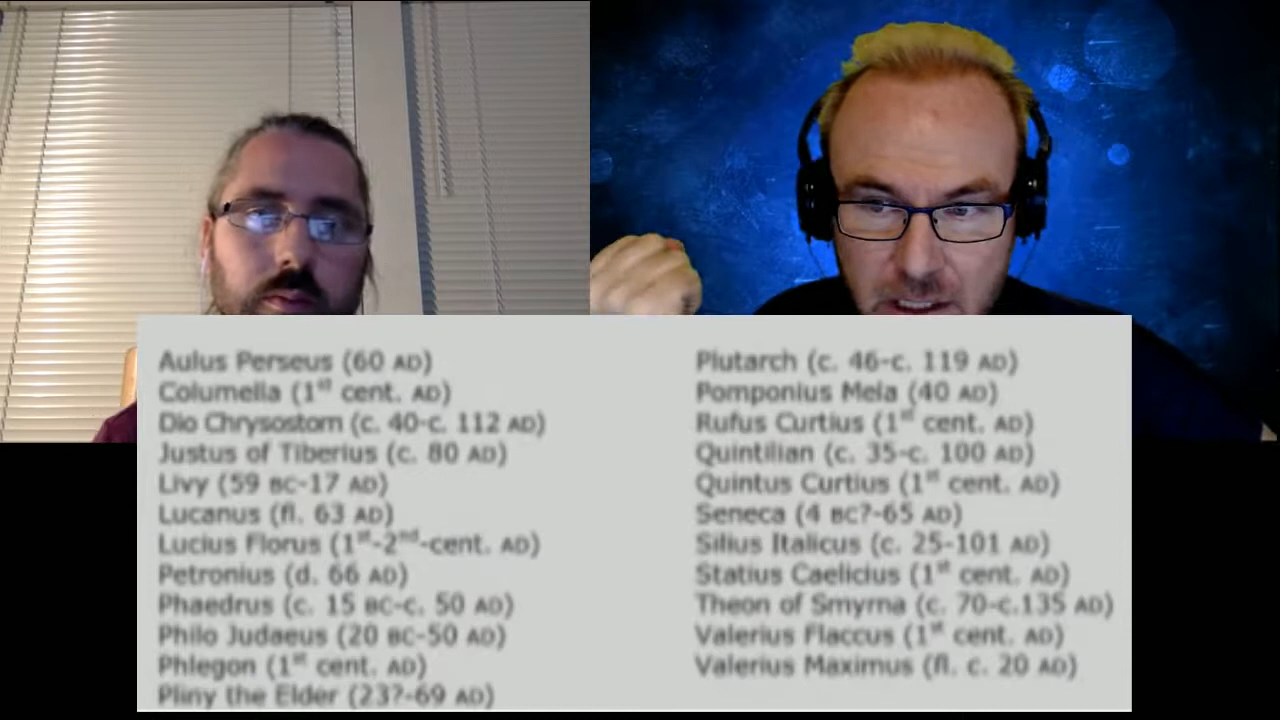 Aulus Perseus (60 AD)
Columella (1st cent. AD)
Dio Chrysostom (c. 40-c. 112 AD)
Justus of Tiberius (c. 80 AD)
Livy (59 BC-17 AD)
Lucanus (fl. 63 AD)
Lucius Florus (1st-2nd-cent. AD)
Petronius (d. 66 AD)
Phaedrus (c. 15 BC-c. 50 AD)
Philo Judaeus (20 BC-50 AD)
Phlegon (1st cent. AD)
Pliny the Elder (23?-69 AD)
Plutarch (c. 46-c. 119 AD)
Pomponius Mela (40 AD)
Rufus Curtius (1st cent. AD)
Quintilian (c. 35-c. 100 AD)
Quintus Curtius (1st cent. AD)
Seneca (4 BC?-65 AD)
Silius Italicus (c. 25-101 AD)
Statius Caelicius (1st cent. AD)
Theon of Smyrna (c. 70-c.135 AD)
Valerius Flaccus (1st cent. AD)
Valerius Maximus (fl. c. 20 AD)